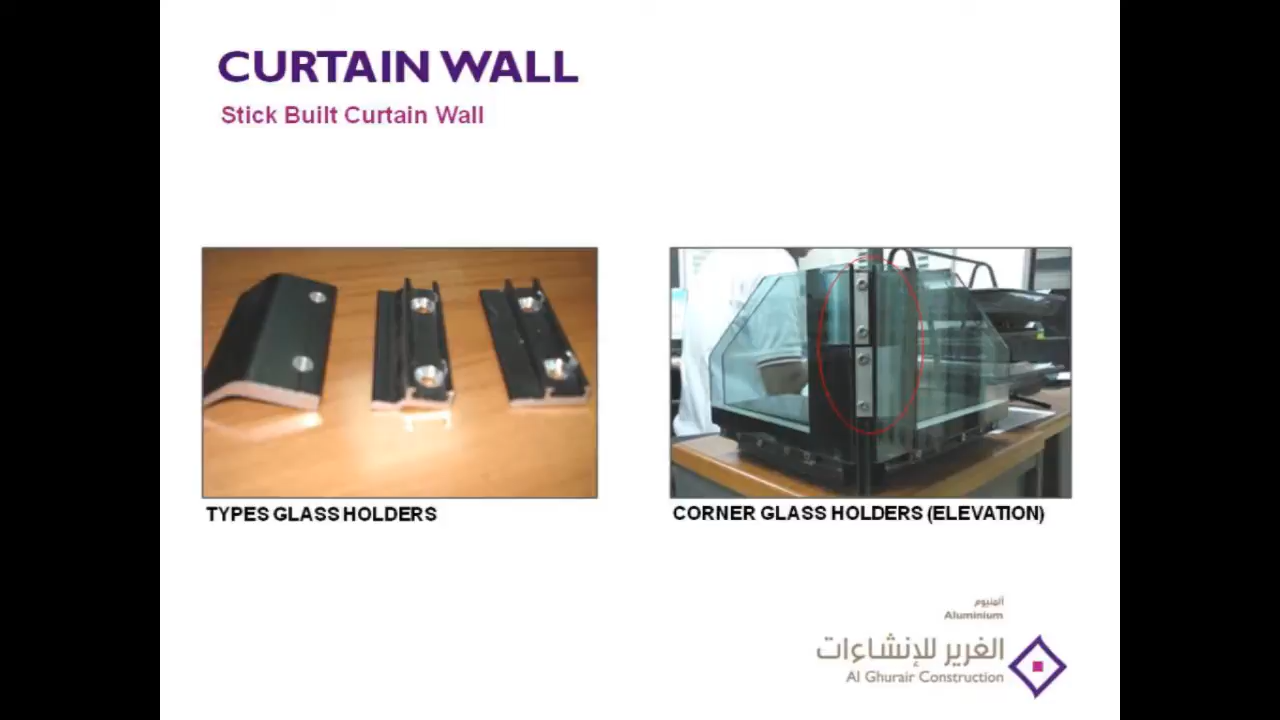 CURTAIN WALL
Stick Built Curtain Wall
TYPES GLASS HOLDERS
CORNER GLASS HOLDERS (ELEVATION)
ألمنيوم
Aluminium
الغرير للإنشاءات
Al Ghurair Construction